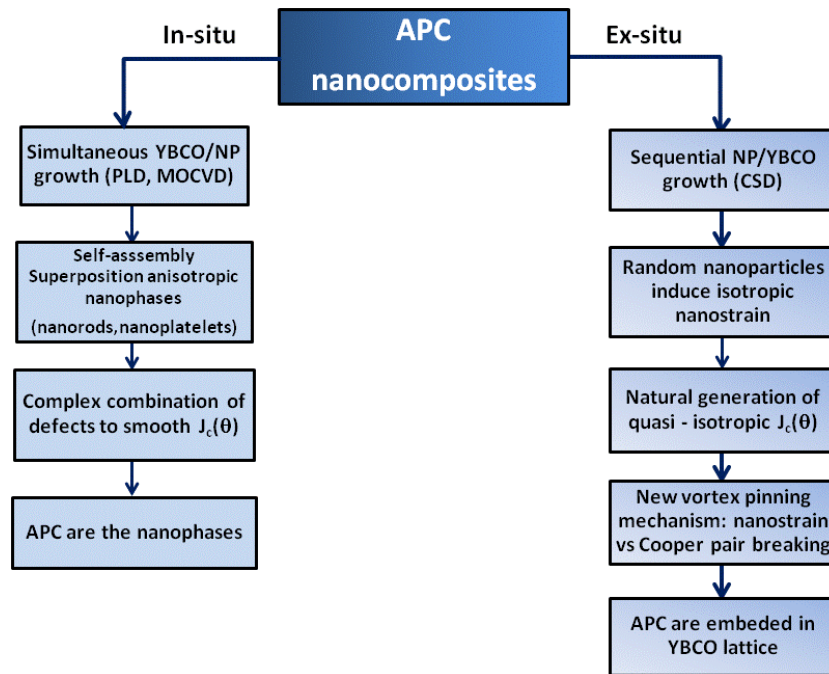 In-situ
APC
nanocomposites
Ex-situ
Simultaneous YBCO/NP
growth (PLD, MOCVD)
Self-asssembly
Superposition anisotropic
nanophases
(nanorods,nanoplatelets)
Complex combination of
defects to smooth J_c(θ)
APC are the nanophases
Sequential NP/YBCO
growth (CSD)
Random nanoparticles
induce isotropic
nanostrain
Natural generation of
quasi - isotropic J_c(θ)
New vortex pinning
mechanism: nanostrain
vs Cooper pair breaking
APC are embeded in
YBCO lattice